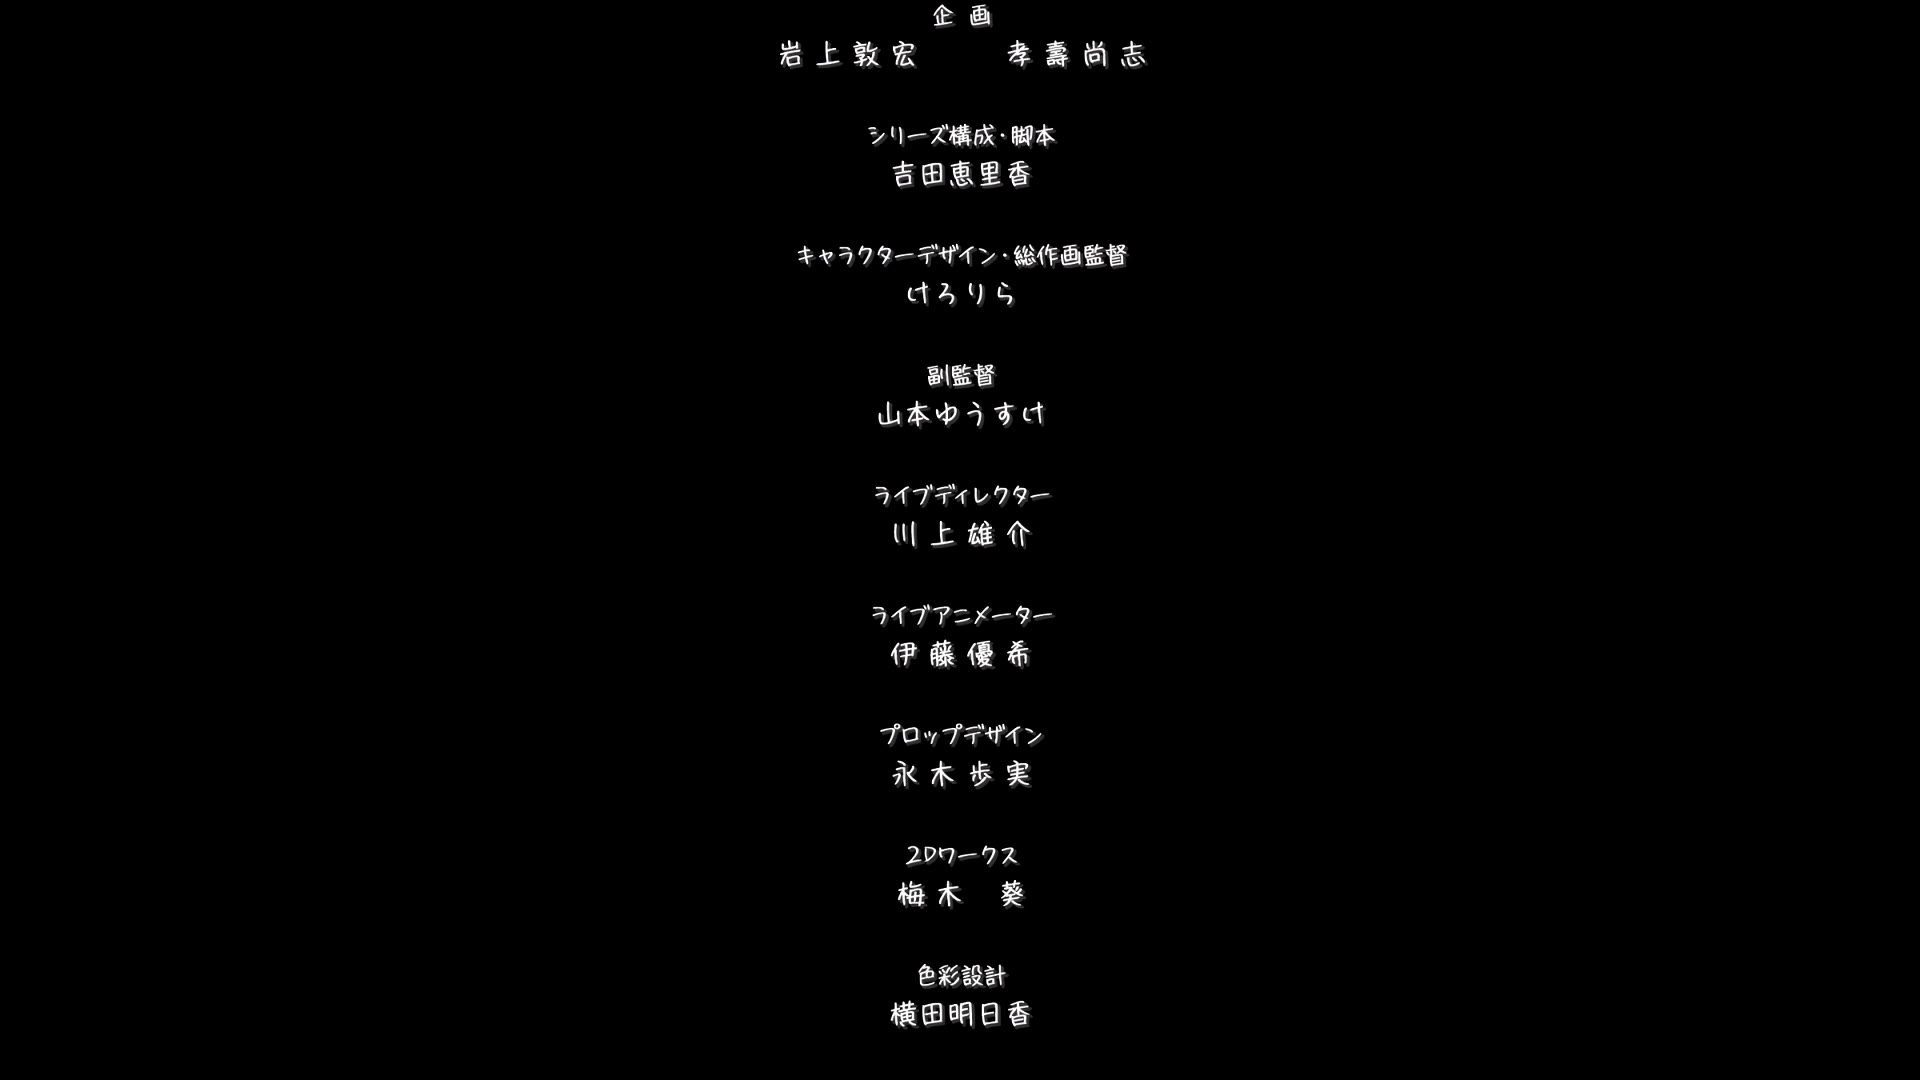 企画
岩上敦宏　　孝壽尚志
シリーズ構成・脚本
吉田恵里香
キャラクターデザイン・総作画監督
けろりら
副監督
山本ゆうすけ
ライブディレクター
川上雄介
ライブアニメーター
伊藤優希
プロップデザイン
永木歩実
2Dワークス
梅木　葵
色彩設計
横田明日香